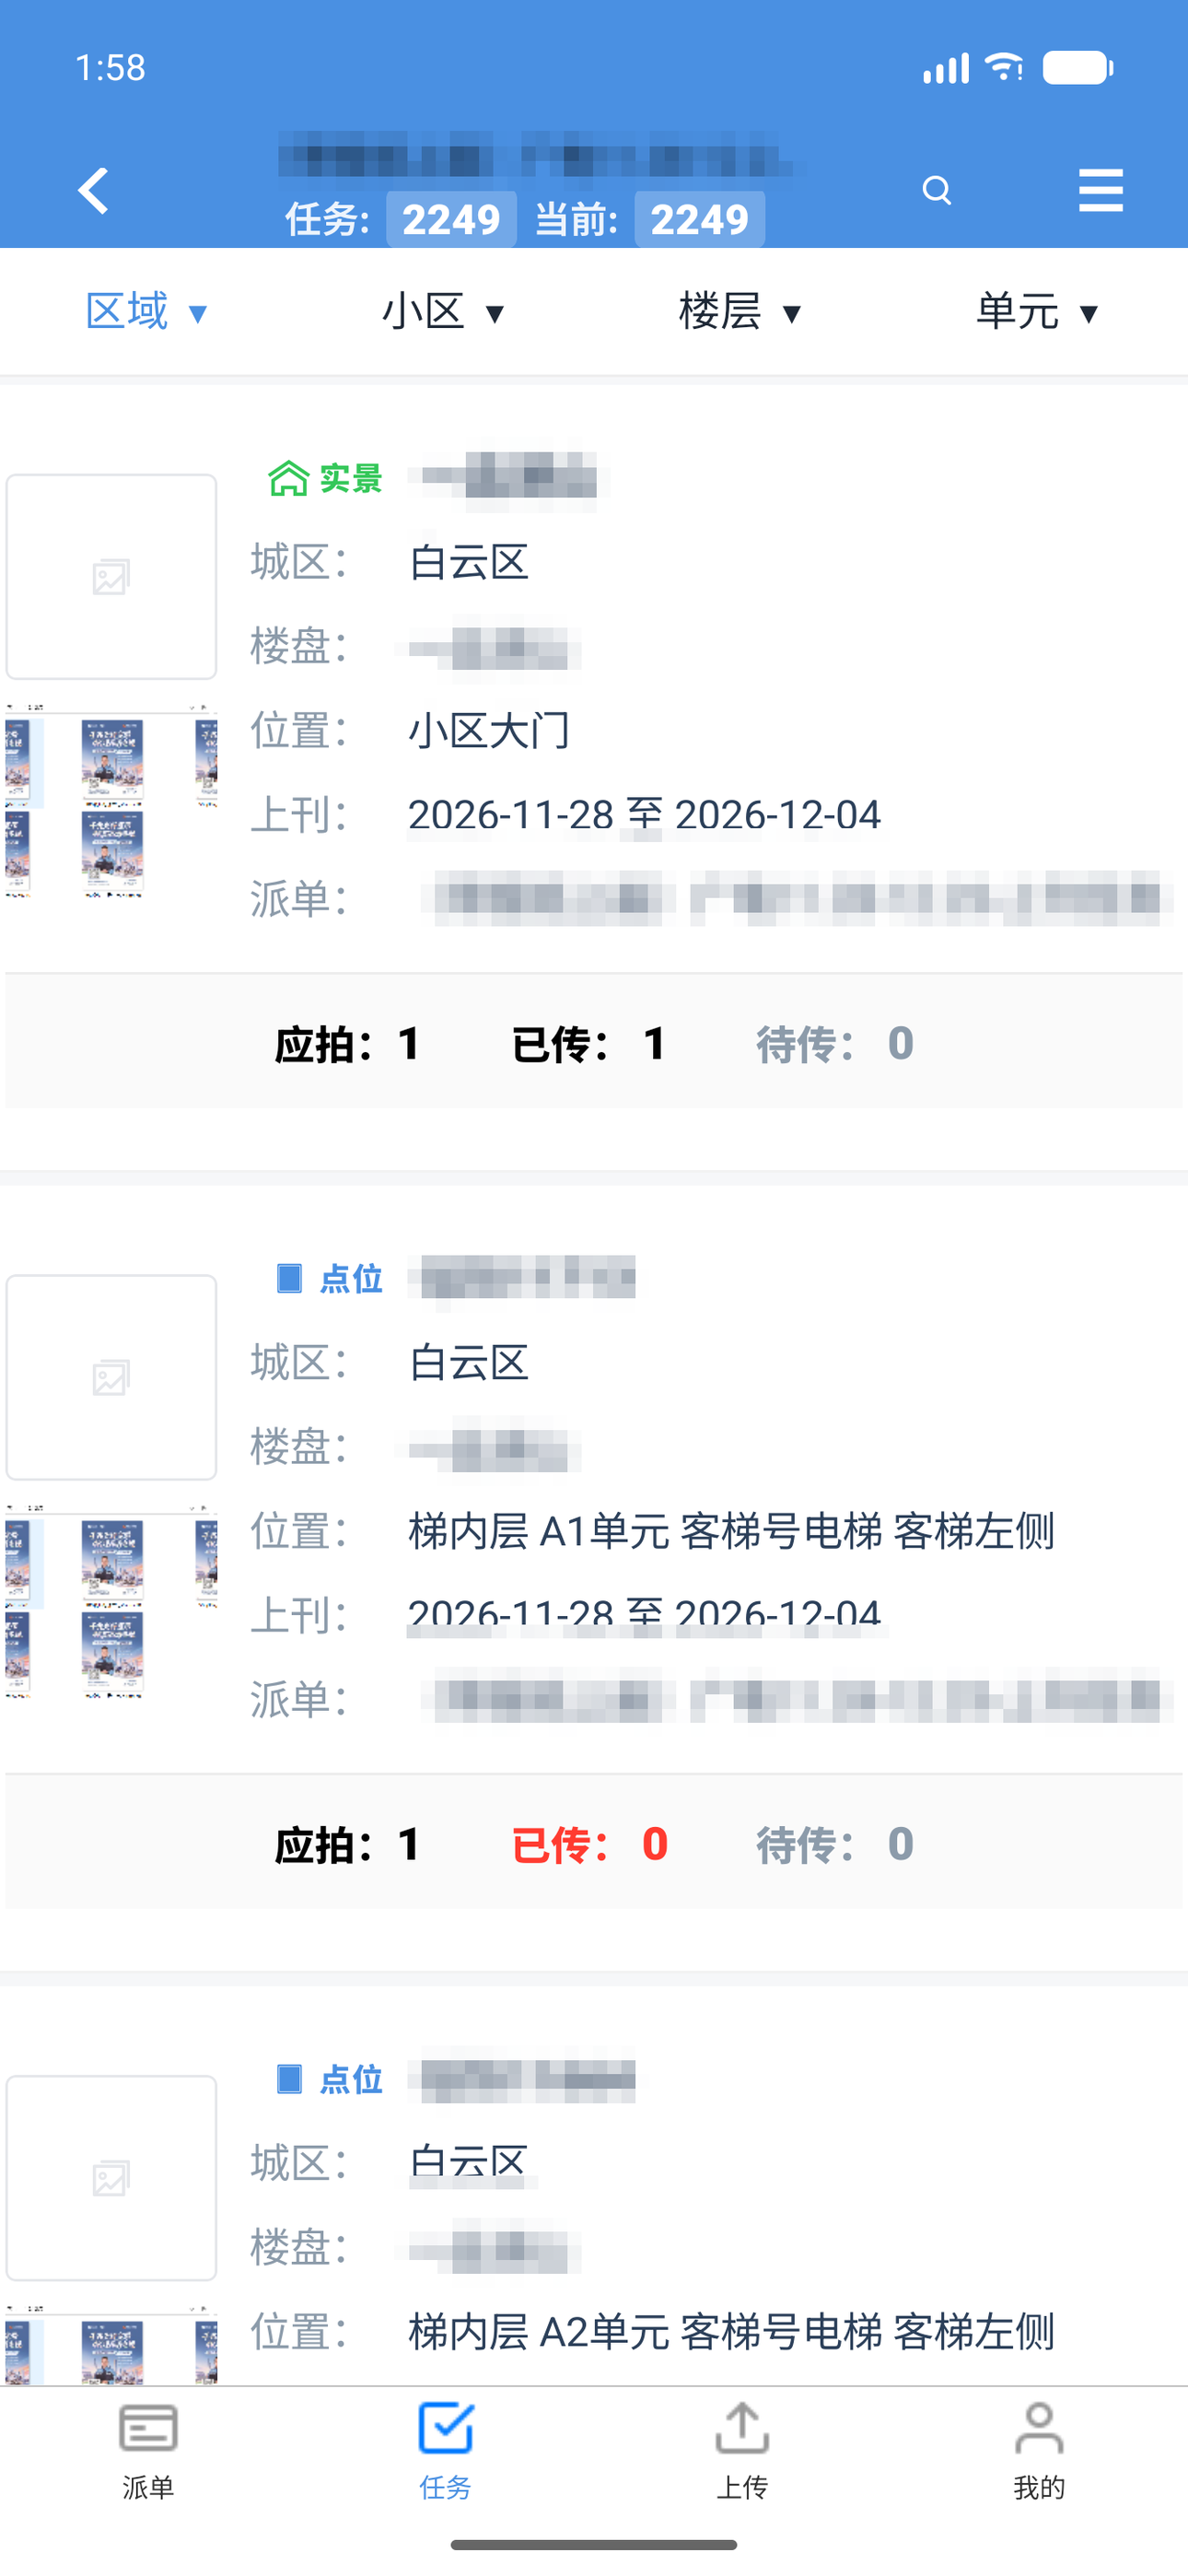 1:58
任务: 2249 当前: 2249
区域 ▼ 小区 ▼ 楼层 ▼ 单元 ▼
实景
城区： 白云区
楼盘：
位置： 小区大门
上刊： 2026-11-28 至 2026-12-04
派单：
应拍：1 已传：1 待传：0
点位
城区： 白云区
楼盘：
位置： 梯内层 A1单元 客梯号电梯 客梯左侧
上刊： 2026-11-28 至 2026-12-04
派单：
应拍：1 已传：0 待传：0
点位
城区： 白云区
楼盘：
位置： 梯内层 A2单元 客梯号电梯 客梯左侧
派单 任务 上传 我的